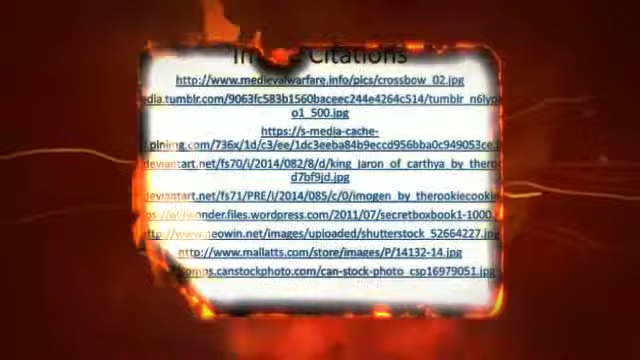 Citations
http://www.medievalwarfare.info/pics/crossbow_02.jpg
dia.tumblr.com/9063fc583b1560baceec244e4264c514/tumblr_n6lyp
o1_500.jpg
https://s-media-cache-
.pinimg.com/736x/1d/c3/ee/1dc3eeba84b9eccd956bba0c949053ce.
deviantart.net/fs70/i/2014/082/8/d/king_jaron_of_carthya_by_theroo
d7bf9jd.jpg
deviantart.net/fs71/PRE/i/2014/085/c/0/imogen_by_therookiecookie
onder.files.wordpress.com/2011/07/secretboxbook1-1000.
http://www.neowin.net/images/uploaded/shutterstock_52664227.jpg
http://www.mallatts.com/store/images/P/14132-14.jpg
comps.canstockphoto.com/can-stock-photo_csp16979051.jpg